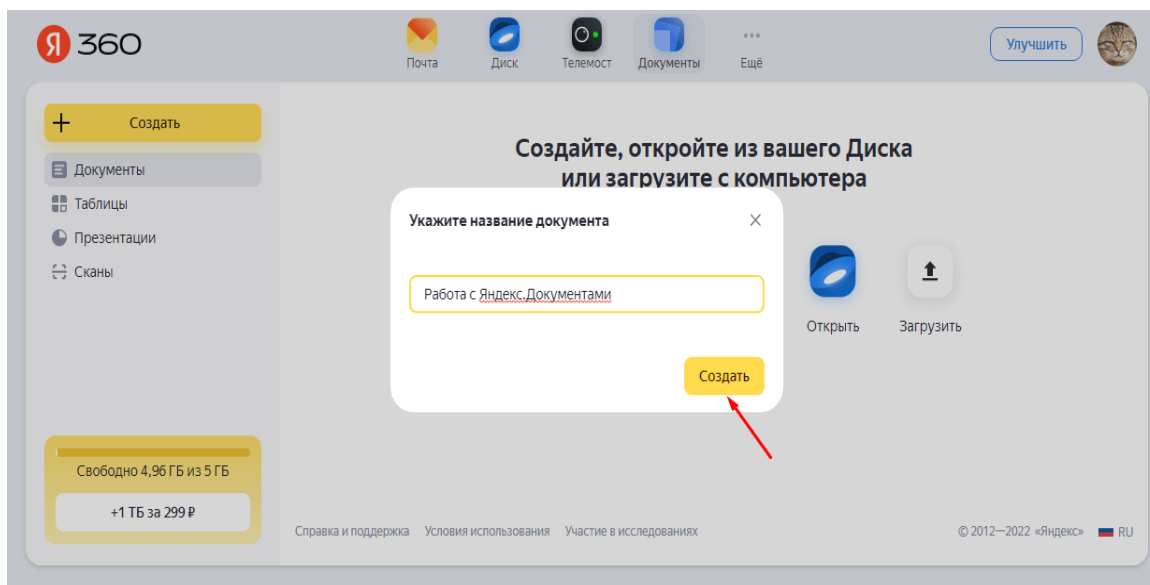 Я 360
Почта
Диск
Телемост
Документы
Ещё
Улучшить
Создать
Документы
Таблицы
Презентации
Сканы
Создайте, откройте из вашего Диска
или загрузите с компьютера
Укажите название документа
Работа с Яндекс.Документами
Создать
Открыть
Загрузить
Свободно 4,96 ГБ из 5 ГБ
+1 ТБ за 299 ₽
Справка и поддержка Условия использования Участие в исследованиях
© 2012—2022 «Яндекс» RU